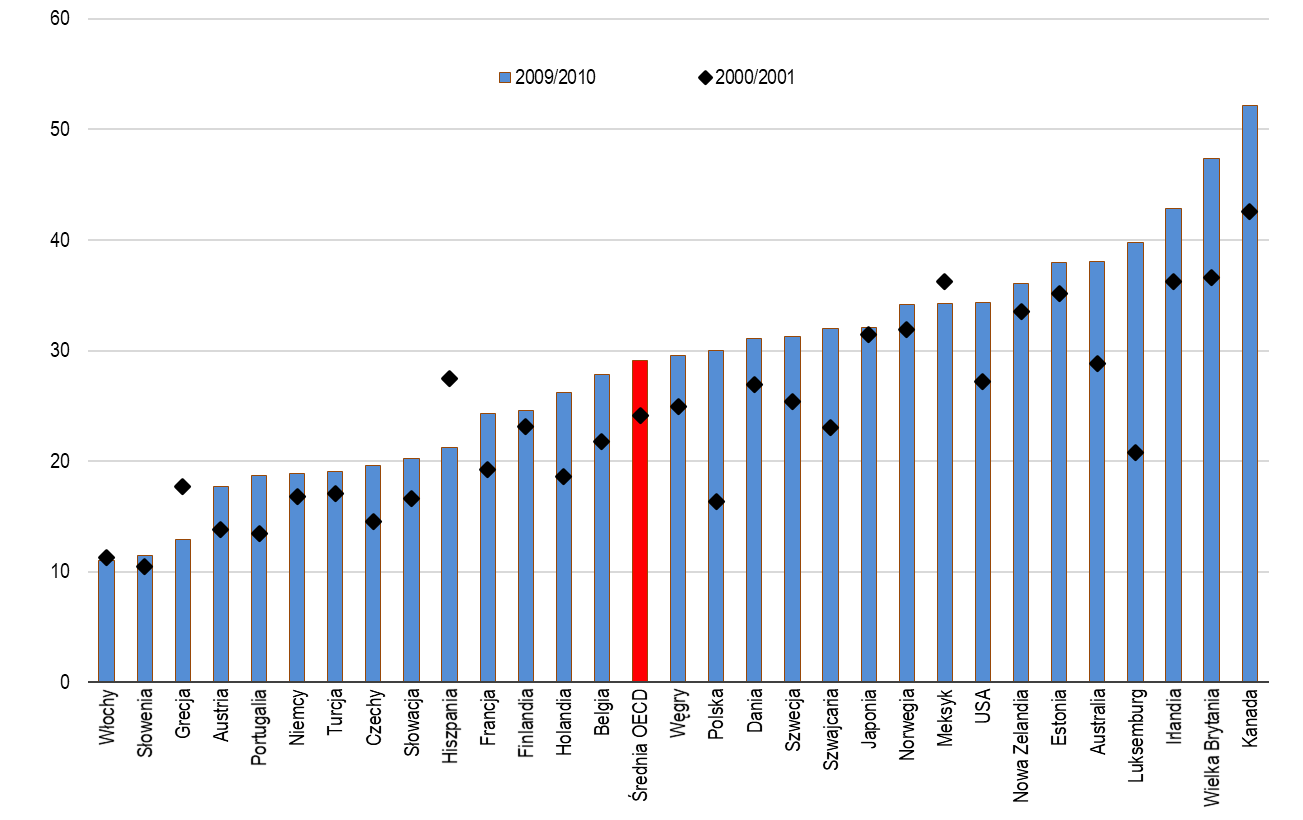 60
2009/2010
2000/2001
50
40
30
20
10
0
Włochy
Słowenia
Grecja
Austria
Portugalia
Niemcy
Turcja
Czechy
Słowacja
Hiszpania
Francja
Finlandia
Holandia
Belgia
Średnia OECD
Węgry
Polska
Dania
Szwecja
Szwajcaria
Japonia
Norwegia
Meksyk
USA
Nowa Zelandia
Estonia
Australia
Luksemburg
Irlandia
Wielka Brytania
Kanada